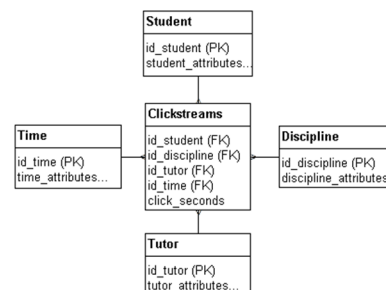 Student
id_student (PK)
student_attributes...
Clickstreams
id_student (FK)
id_discipline (FK)
id_tutor (FK)
id_time (FK)
click_seconds
Time
id_time (PK)
time_attributes...
Discipline
id_discipline (PK)
discipline_attributes
Tutor
id_tutor (PK)
tutor_attributes...